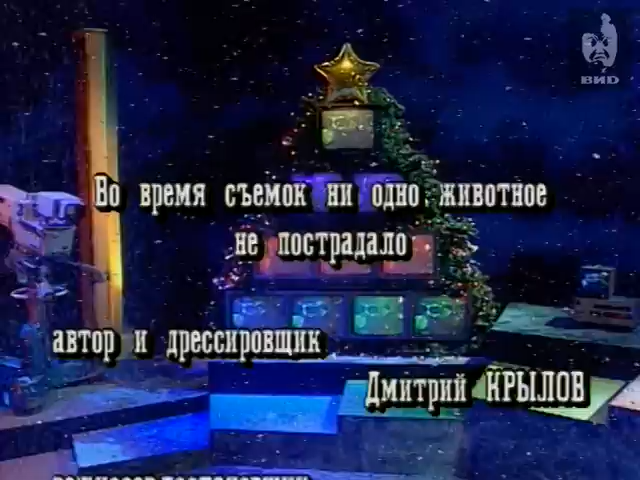 ВИD
Во время съемок ни одно животное
не пострадало
автор и дрессировщик
Дмитрий КРЫЛОВ